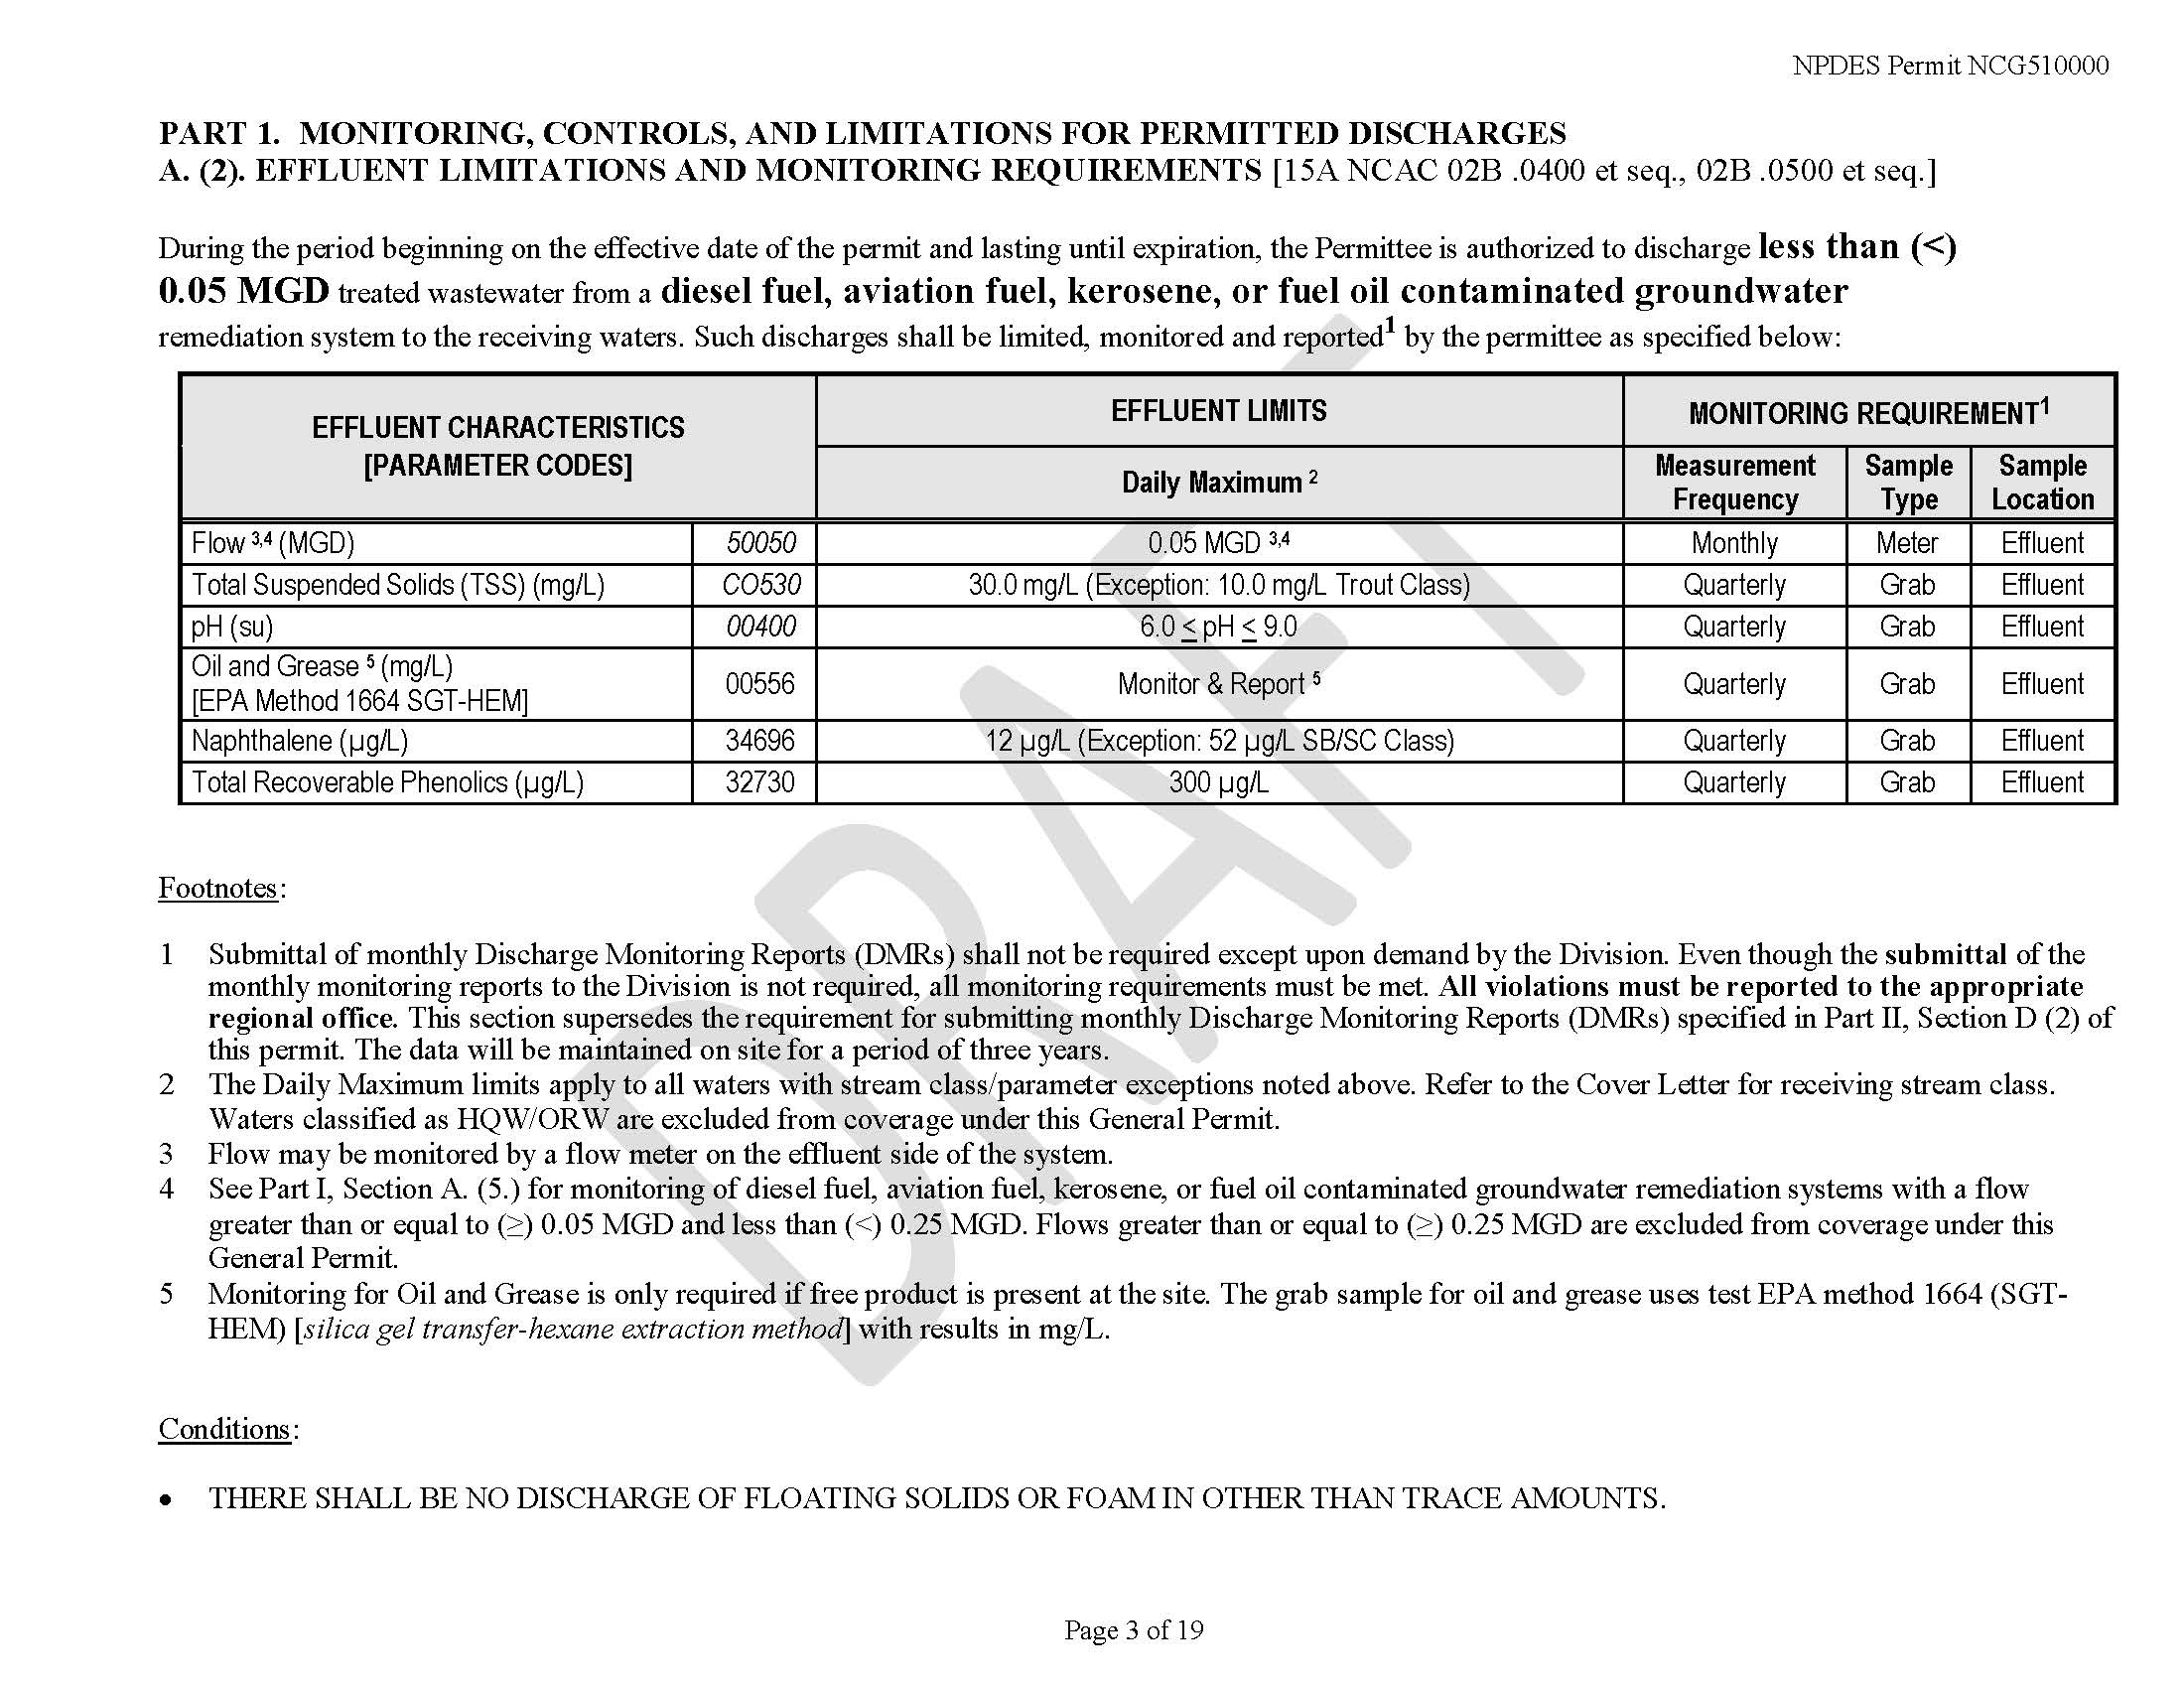 NPDES Permit NCG510000
PART 1. MONITORING, CONTROLS, AND LIMITATIONS FOR PERMITTED DISCHARGES
A. (2). EFFLUENT LIMITATIONS AND MONITORING REQUIREMENTS [15A NCAC 02B .0400 et seq., 02B .0500 et seq.]
During the period beginning on the effective date of the permit and lasting until expiration, the Permittee is authorized to discharge less than (<)
0.05 MGD treated wastewater from a diesel fuel, aviation fuel, kerosene, or fuel oil contaminated groundwater
remediation system to the receiving waters. Such discharges shall be limited, monitored and reported1 by the permittee as specified below:
EFFLUENT CHARACTERISTICS
[PARAMETER CODES]
EFFLUENT LIMITS
MONITORING REQUIREMENT1
Daily Maximum 2
Measurement
Frequency
Sample
Type
Sample
Location
Flow 3,4 (MGD) 50050 0.05 MGD 3,4 Monthly Meter Effluent
Total Suspended Solids (TSS) (mg/L) CO530 30.0 mg/L (Exception: 10.0 mg/L Trout Class) Quarterly Grab Effluent
pH (su) 00400 6.0 ≤ pH ≤ 9.0 Quarterly Grab Effluent
Oil and Grease 5 (mg/L)
[EPA Method 1664 SGT-HEM] 00556 Monitor & Report 5 Quarterly Grab Effluent
Naphthalene (µg/L) 34696 12 µg/L (Exception: 52 µg/L SB/SC Class) Quarterly Grab Effluent
Total Recoverable Phenolics (µg/L) 32730 300 µg/L Quarterly Grab Effluent
DRAFT
Footnotes:
1 Submittal of monthly Discharge Monitoring Reports (DMRs) shall not be required except upon demand by the Division. Even though the submittal of the
monthly monitoring reports to the Division is not required, all monitoring requirements must be met. All violations must be reported to the appropriate
regional office. This section supersedes the requirement for submitting monthly Discharge Monitoring Reports (DMRs) specified in Part II, Section D (2) of
this permit. The data will be maintained on site for a period of three years.
2 The Daily Maximum limits apply to all waters with stream class/parameter exceptions noted above. Refer to the Cover Letter for receiving stream class.
Waters classified as HQW/ORW are excluded from coverage under this General Permit.
3 Flow may be monitored by a flow meter on the effluent side of the system.
4 See Part I, Section A. (5.) for monitoring of diesel fuel, aviation fuel, kerosene, or fuel oil contaminated groundwater remediation systems with a flow
greater than or equal to (≥) 0.05 MGD and less than (<) 0.25 MGD. Flows greater than or equal to (≥) 0.25 MGD are excluded from coverage under this
General Permit.
5 Monitoring for Oil and Grease is only required if free product is present at the site. The grab sample for oil and grease uses test EPA method 1664 (SGT-
HEM) [silica gel transfer-hexane extraction method] with results in mg/L.
Conditions:
• THERE SHALL BE NO DISCHARGE OF FLOATING SOLIDS OR FOAM IN OTHER THAN TRACE AMOUNTS.
Page 3 of 19